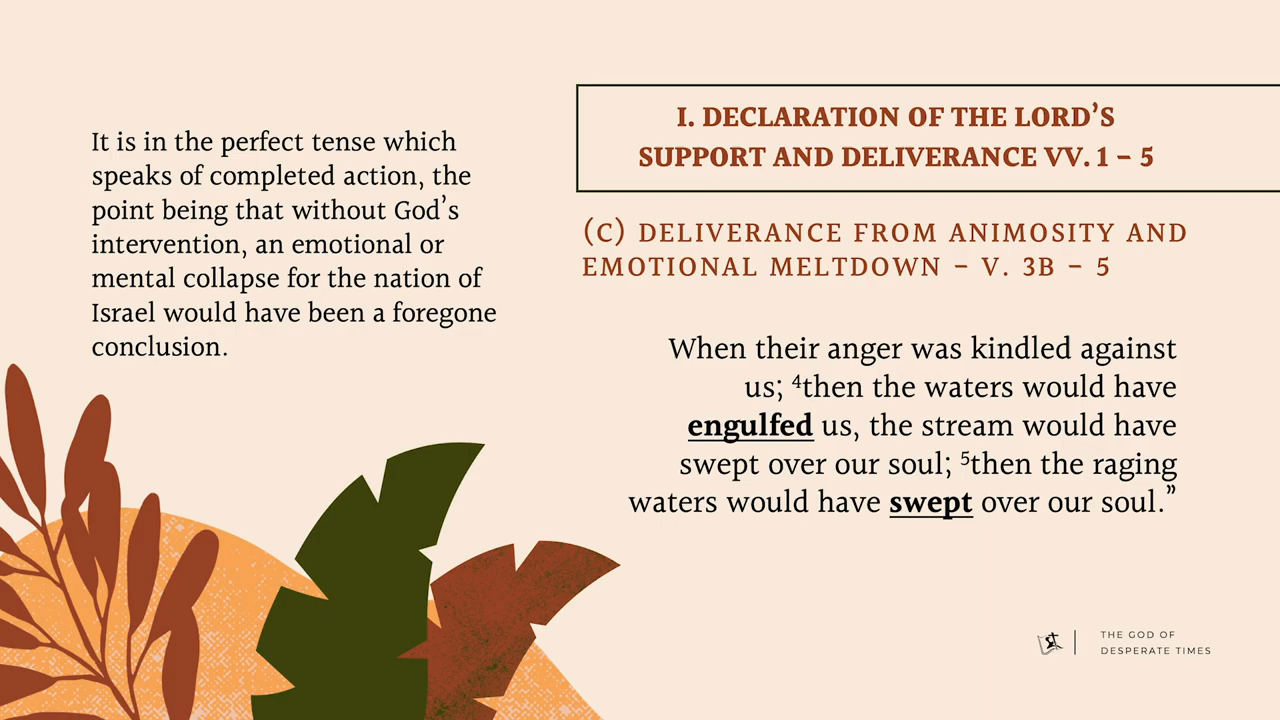 It is in the perfect tense which
speaks of completed action, the
point being that without God's
intervention, an emotional or
mental collapse for the nation of
Israel would have been a foregone
conclusion.
I. DECLARATION OF THE LORD'S
SUPPORT AND DELIVERANCE VV. 1 – 5
(C) DELIVERANCE FROM ANIMOSITY AND
EMOTIONAL MELTDOWN – V. 3B – 5
When their anger was kindled against
us; ⁴then the waters would have
engulfed us, the stream would have
swept over our soul; ⁵then the raging
waters would have swept over our soul.”
THE GOD OF
DESPERATE TIMES